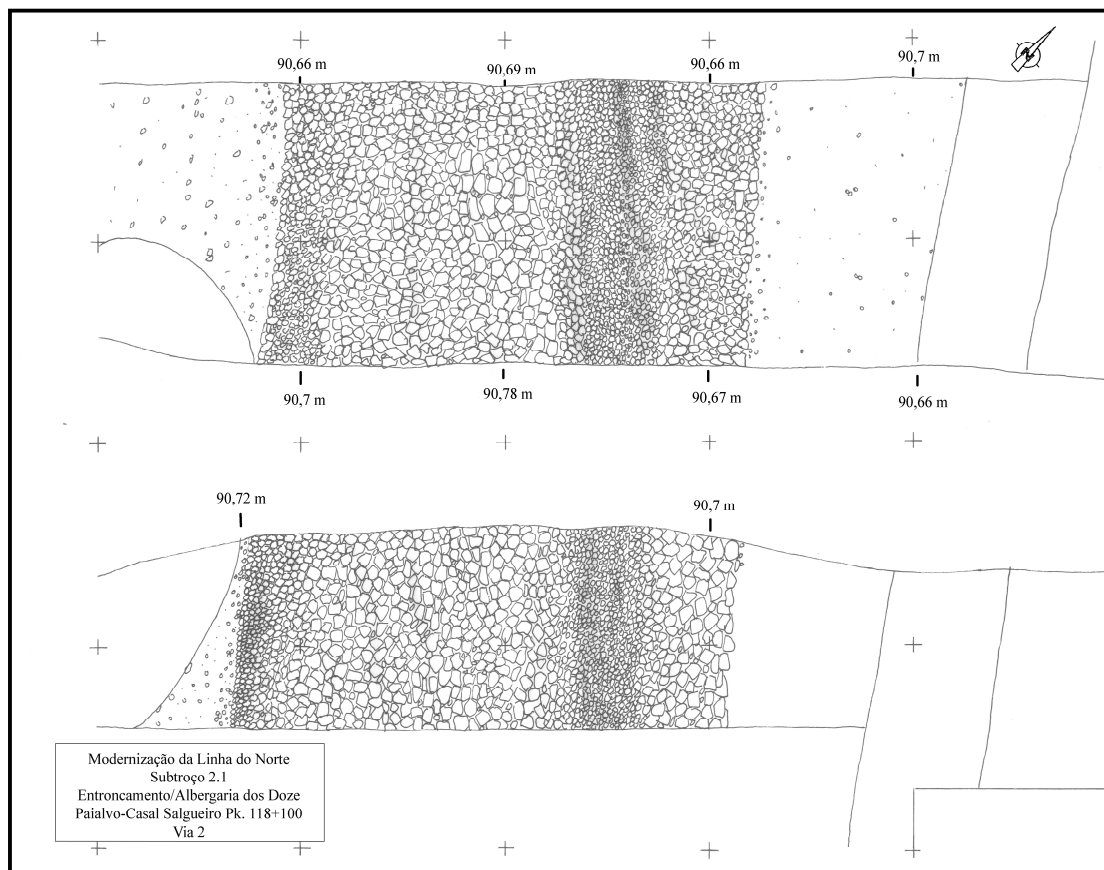 90,66 m
90,69 m
90,66 m
90,7 m
N
90,7 m
90,78 m
90,67 m
90,66 m
90,72 m
90,7 m
Modernização da Linha do Norte
Subtroço 2.1
Entroncamento/Albergaria dos Doze
Paialvo-Casal Salgueiro Pk. 118+100
Via 2